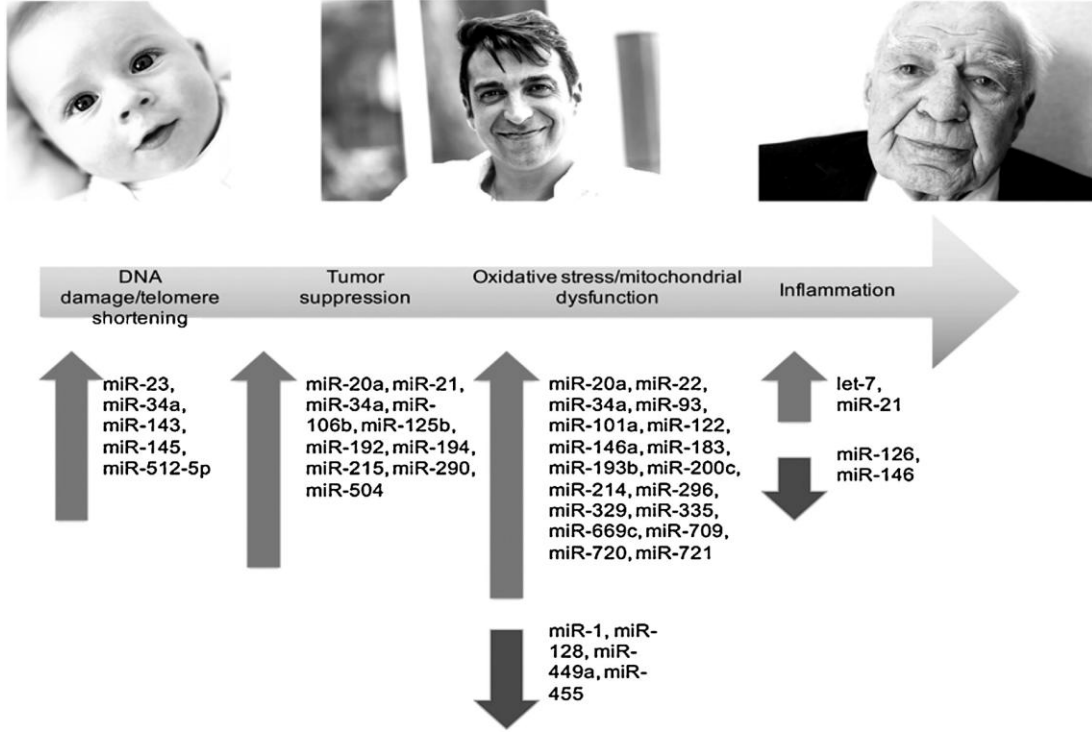 DNA
damage/telomere
shortening
Tumor
suppression
Oxidative stress/mitochondrial
dysfunction
Inflammation
miR-23,
miR-34a,
miR-143,
miR-145,
miR-512-5p
miR-20a, miR-21,
miR-34a, miR-
106b, miR-125b,
miR-192, miR-194,
miR-215, miR-290,
miR-504
miR-20a, miR-22,
miR-34a, miR-93,
miR-101a, miR-122,
miR-146a, miR-183,
miR-193b, miR-200c,
miR-214, miR-296,
miR-329, miR-335,
miR-669c, miR-709,
miR-720, miR-721
miR-1, miR-
128, miR-
449a, miR-
455
let-7,
miR-21
miR-126,
miR-146